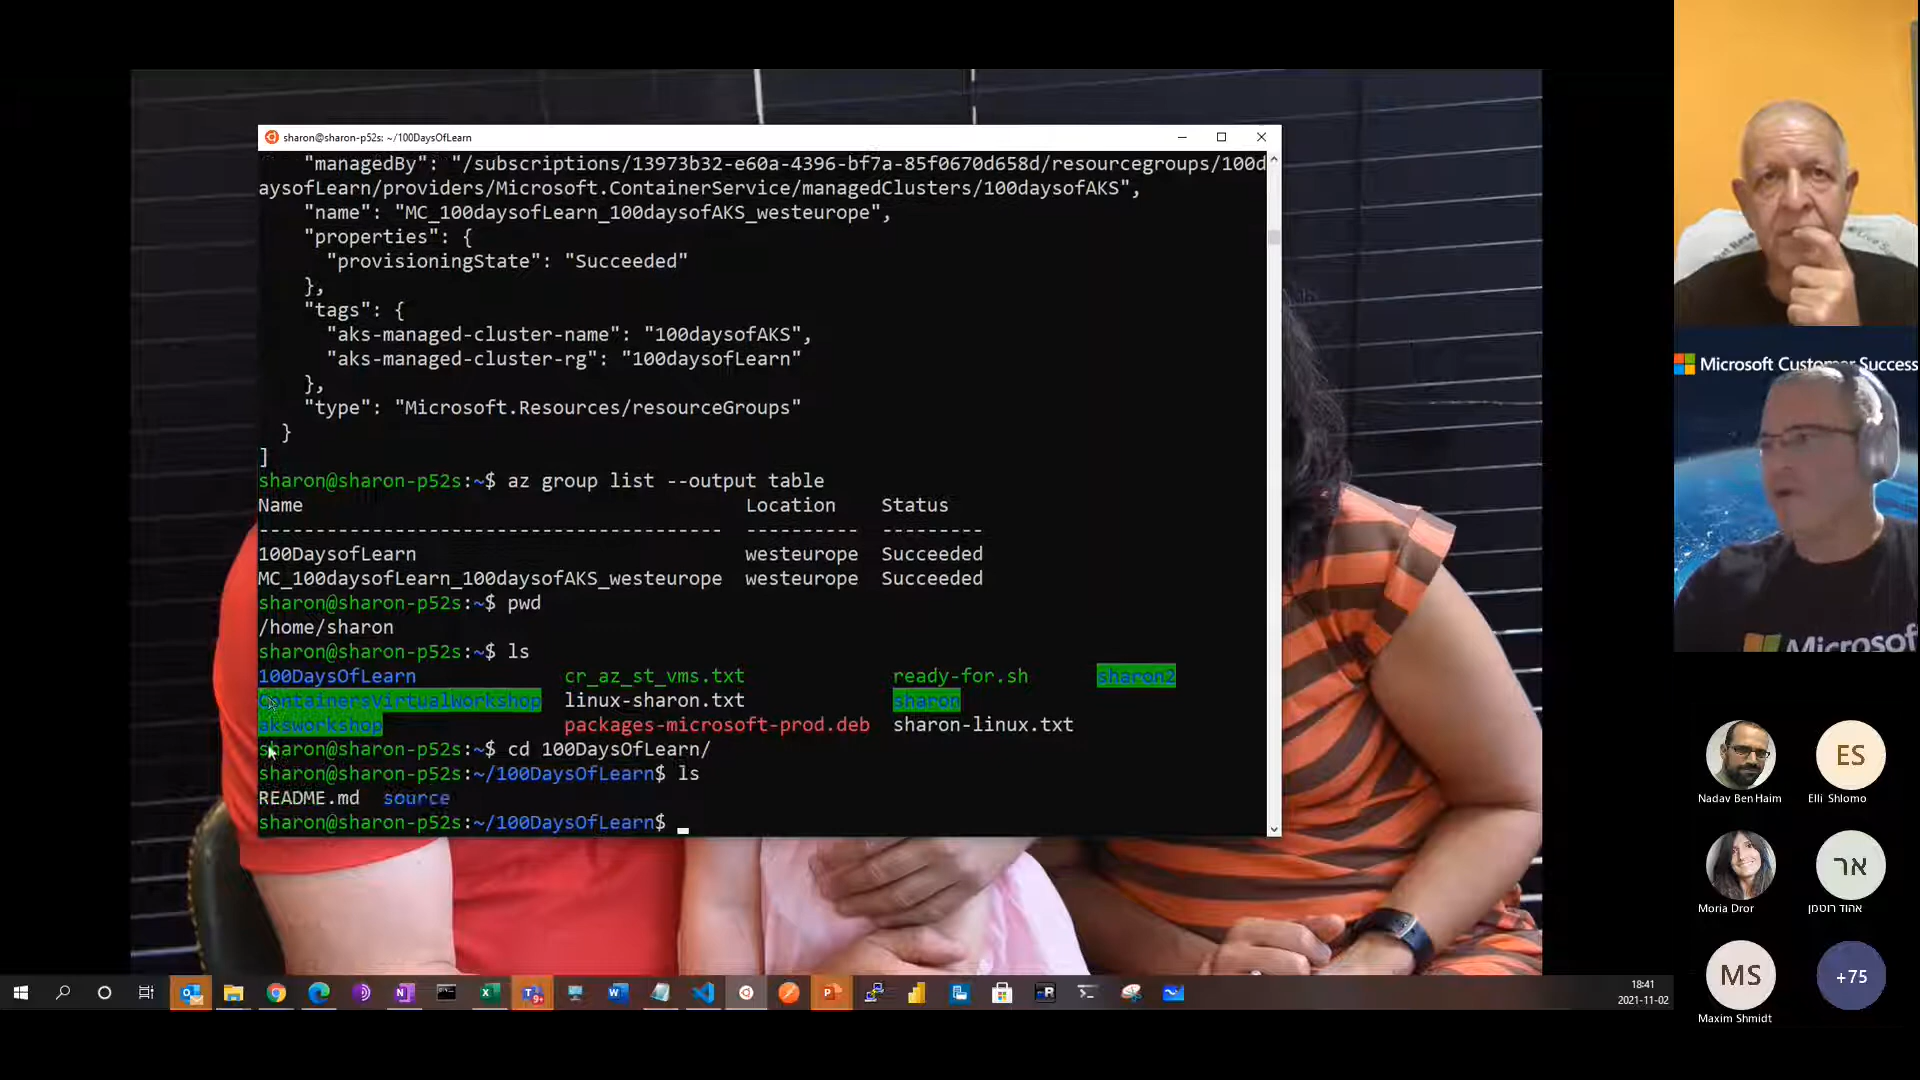 sharon@sharon-p52s: ~/100DaysOfLearn
"managedBy": "/subscriptions/13973b32-e60a-4396-bf7a-85f0670d658d/resourcegroups/100d
aysofLearn/providers/Microsoft.ContainerService/managedClusters/100daysofAKS",
"name": "MC_100daysofLearn_100daysofAKS_westeurope",
"properties": {
"provisioningState": "Succeeded"
},
"tags": {
"aks-managed-cluster-name": "100daysofAKS",
"aks-managed-cluster-rg": "100daysofLearn"
},
"type": "Microsoft.Resources/resourceGroups"
}
]
sharon@sharon-p52s:~$ az group list --output table
Name Location Status
----------------------------------------- ---------- ---------
100DaysofLearn westeurope Succeeded
MC_100daysofLearn_100daysofAKS_westeurope westeurope Succeeded
sharon@sharon-p52s:~$ pwd
/home/sharon
sharon@sharon-p52s:~$ ls
100DaysOfLearn cr_az_st_vms.txt ready-for.sh sharon2
ContainersVirtualWorkshop linux-sharon.txt sharon
aksworkshop packages-microsoft-prod.deb sharon-linux.txt
sharon@sharon-p52s:~$ cd 100DaysOfLearn/
sharon@sharon-p52s:~/100DaysOfLearn$ ls
README.md source
sharon@sharon-p52s:~/100DaysOfLearn$
Microsoft Customer Success
Microsof
Nadav Ben Haim
ES
Elli Shlomo
Moria Dror
אר
אהוד רוטמן
MS
Maxim Shmidt
+75
18:41
2021-11-02